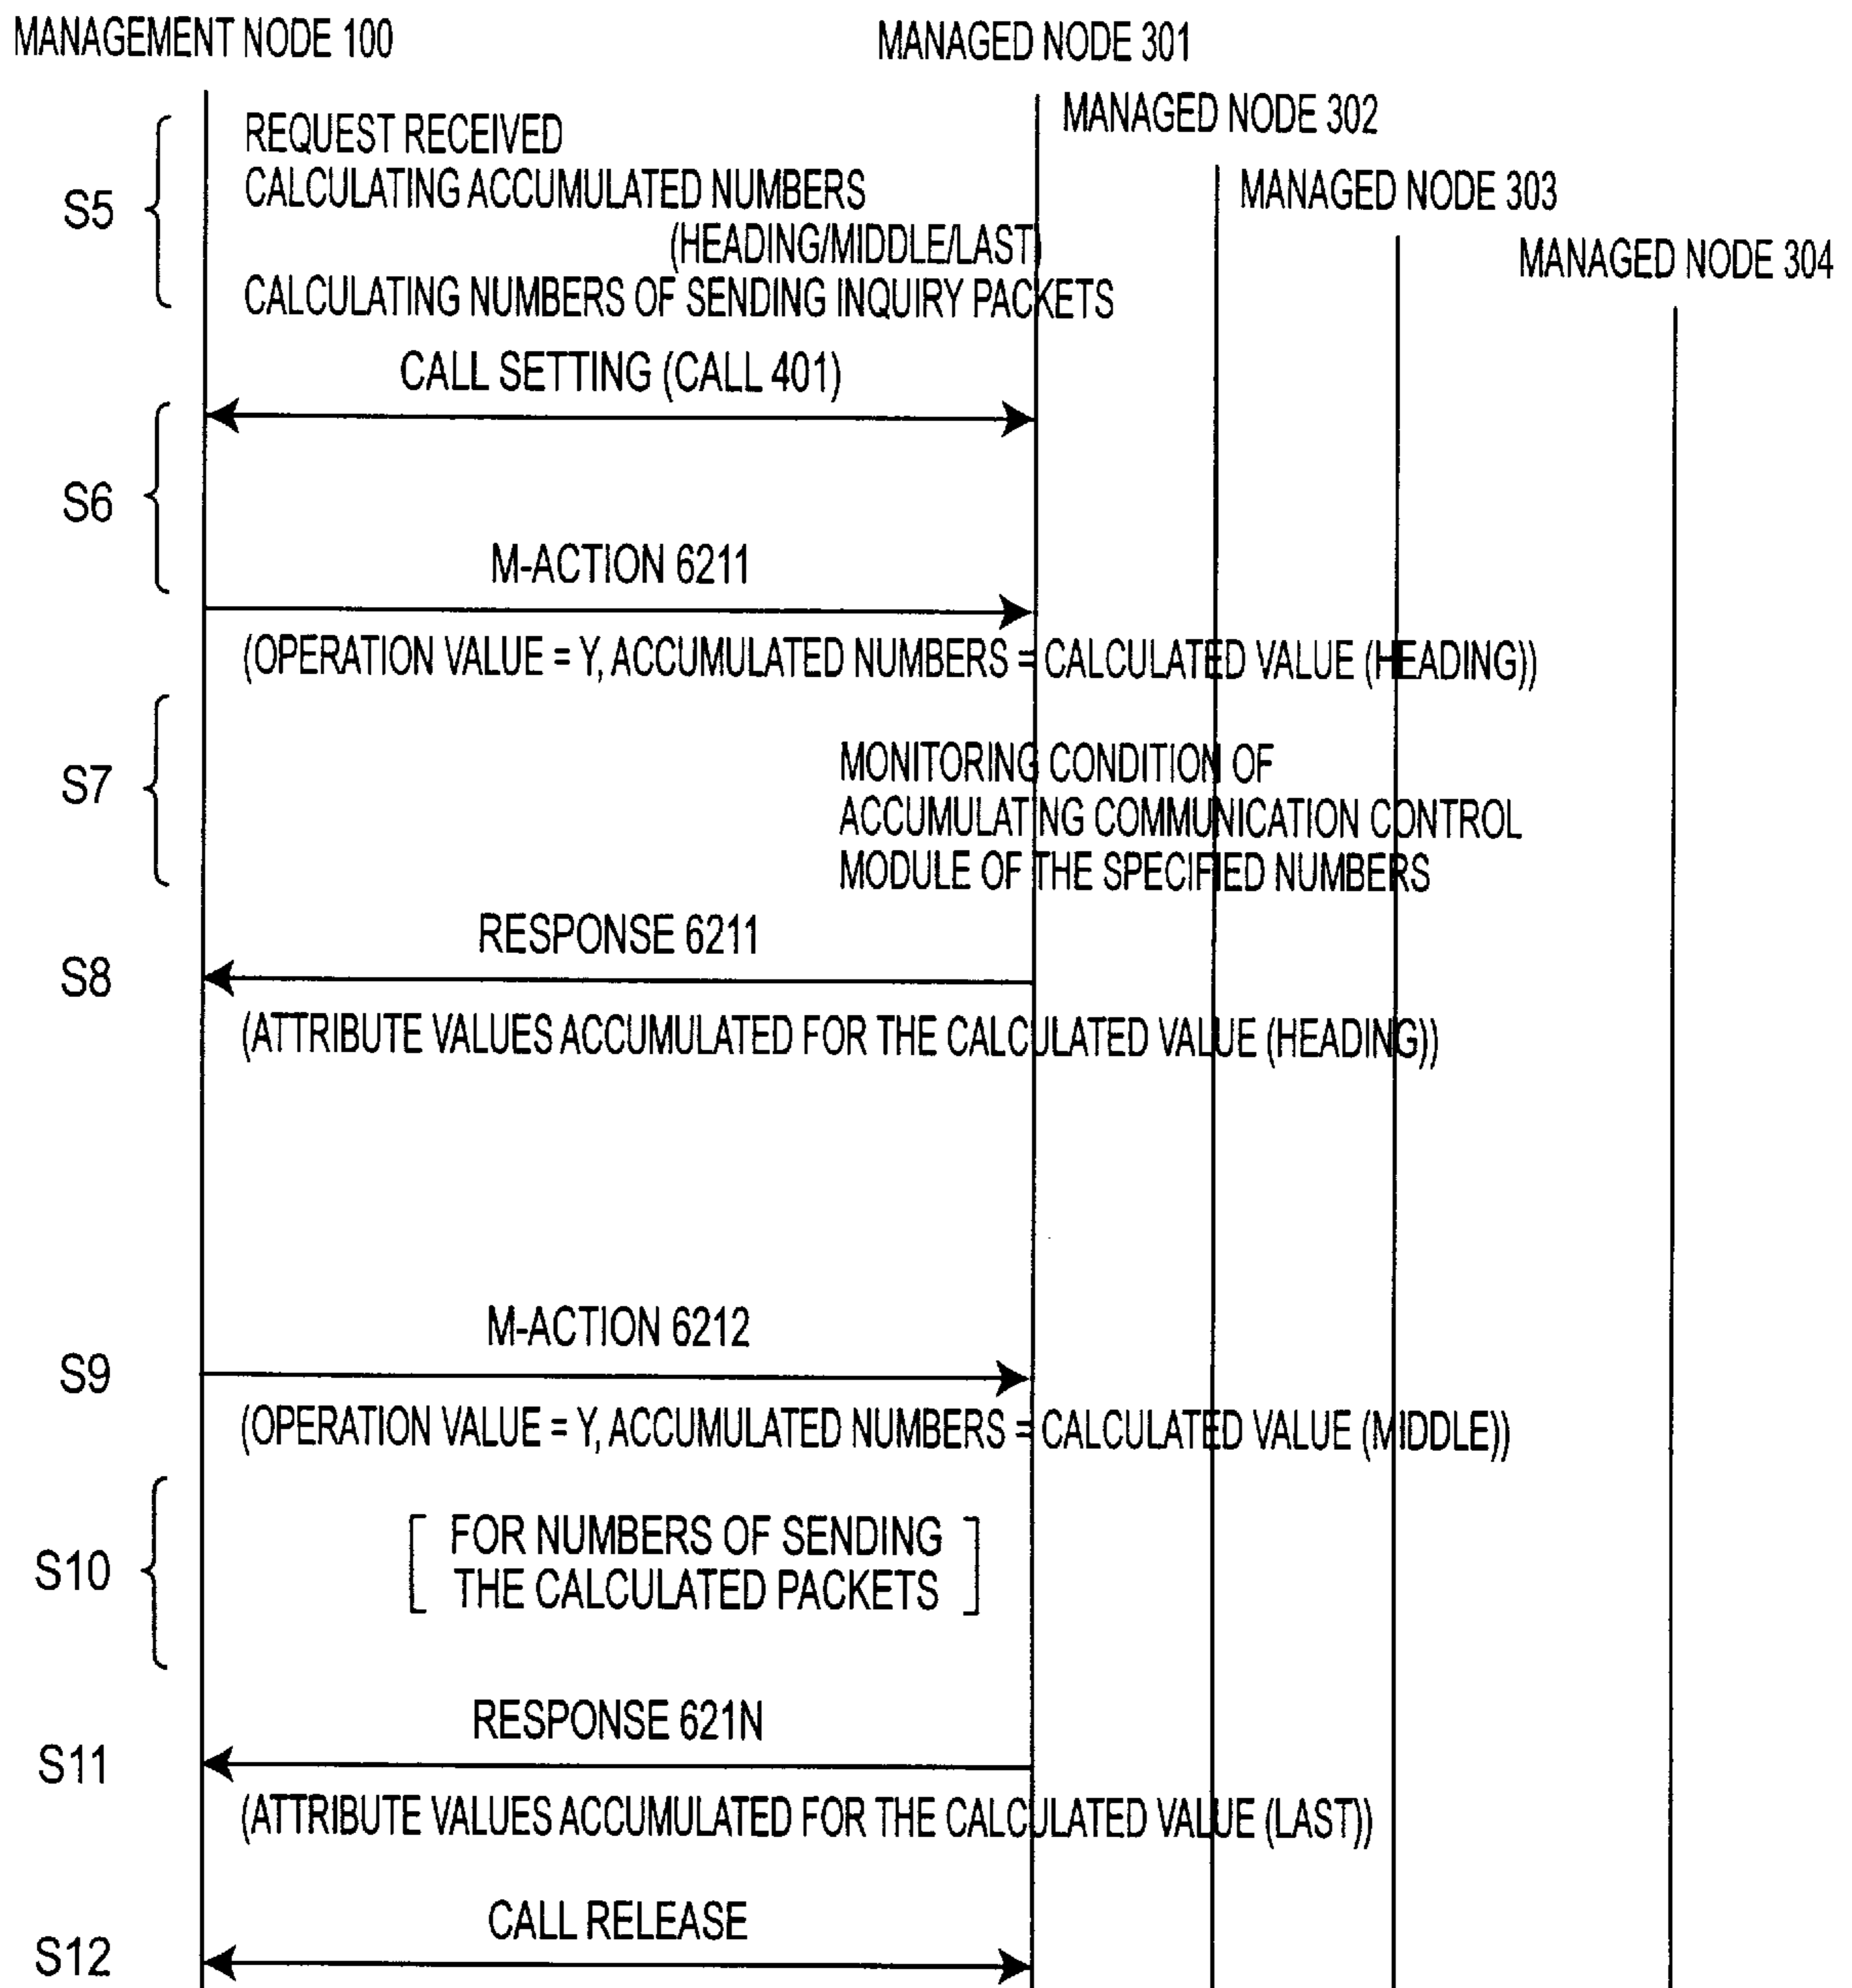 MANAGEMENT NODE 100
MANAGED NODE 301
MANAGED NODE 302
MANAGED NODE 303
MANAGED NODE 304
S5
REQUEST RECEIVED
CALCULATING ACCUMULATED NUMBERS
(HEADING/MIDDLE/LAST)
CALCULATING NUMBERS OF SENDING INQUIRY PACKETS
CALL SETTING (CALL 401)
S6
M-ACTION 6211
(OPERATION VALUE = Y, ACCUMULATED NUMBERS = CALCULATED VALUE (HEADING))
S7
MONITORING CONDITION OF
ACCUMULATING COMMUNICATION CONTROL
MODULE OF THE SPECIFIED NUMBERS
RESPONSE 6211
S8
(ATTRIBUTE VALUES ACCUMULATED FOR THE CALCULATED VALUE (HEADING))
M-ACTION 6212
S9
(OPERATION VALUE = Y, ACCUMULATED NUMBERS = CALCULATED VALUE (MIDDLE))
S10
[ FOR NUMBERS OF SENDING
THE CALCULATED PACKETS ]
RESPONSE 621N
S11
(ATTRIBUTE VALUES ACCUMULATED FOR THE CALCULATED VALUE (LAST))
CALL RELEASE
S12